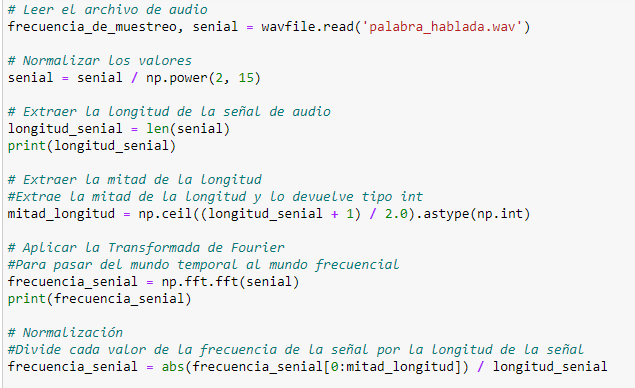 # Leer el archivo de audio
frecuencia_de_muestreo, senial = wavfile.read('palabra_hablada.wav')
# Normalizar los valores
senial = senial / np.power(2, 15)
# Extraer la longitud de la señal de audio
longitud_senial = len(senial)
print(longitud_senial)
# Extraer la mitad de la longitud
#Extrae la mitad de la longitud y lo devuelve tipo int
mitad_longitud = np.ceil((longitud_senial + 1) / 2.0).astype(np.int)
# Aplicar la Transformada de Fourier
#Para pasar del mundo temporal al mundo frecuencial
frecuencia_senial = np.fft.fft(senial)
print(frecuencia_senial)
# Normalización
#Divide cada valor de la frecuencia de la señal por la longitud de la señal
frecuencia_senial = abs(frecuencia_senial[0:mitad_longitud]) / longitud_senial